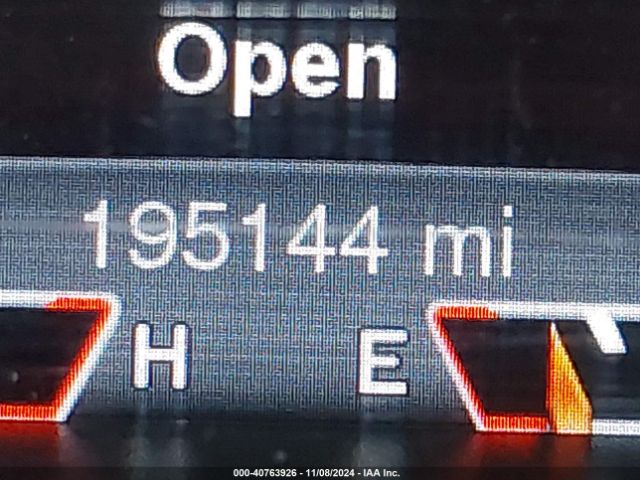 Open
195144 mi
H E
000-40763926 - 11/08/2024 - IAA Inc.